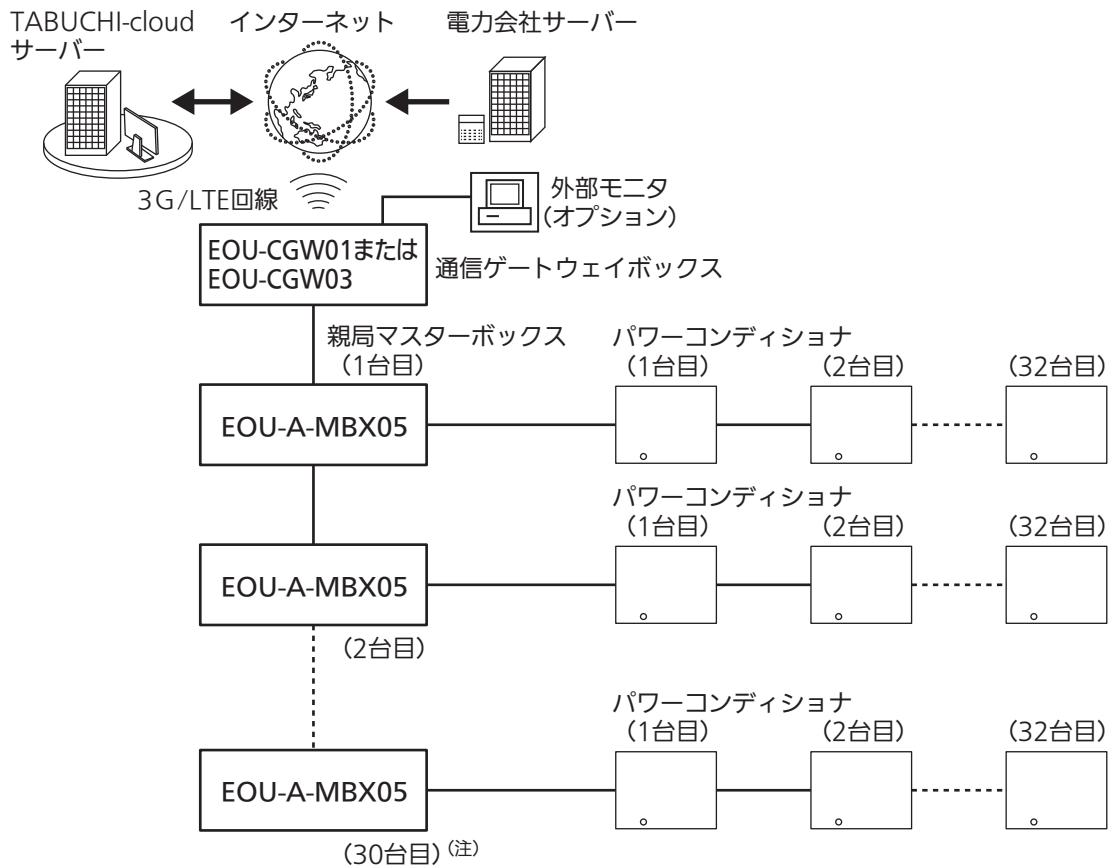 TABUCHI-cloud
サーバー
インターネット
電力会社サーバー
3G/LTE回線
外部モニタ
(オプション)
EOU-CGW01または
EOU-CGW03
通信ゲートウェイボックス
親局マスターボックス
(1台目)
パワーコンディショナ
(1台目) (2台目) (32台目)
EOU-A-MBX05
パワーコンディショナ
(1台目) (2台目) (32台目)
EOU-A-MBX05
(2台目)
パワーコンディショナ
(1台目) (2台目) (32台目)
EOU-A-MBX05
(30台目)(注)